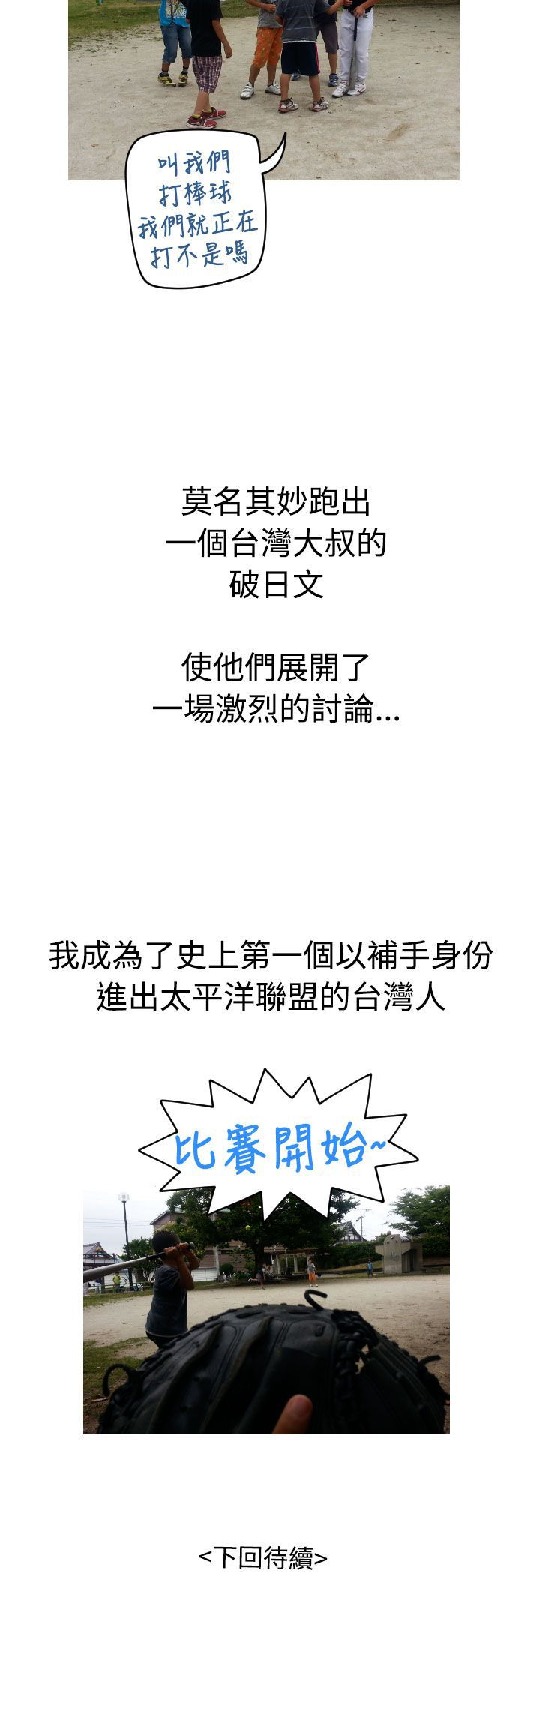 叫我們
打棒球
我們就正在
打不是嗎
莫名其妙跑出
一個台灣大叔的
破日文
使他們展開了
一場激烈的討論...
我成為了史上第一個以補手身份
進出太平洋聯盟的台灣人
比賽開始~
<下回待續>